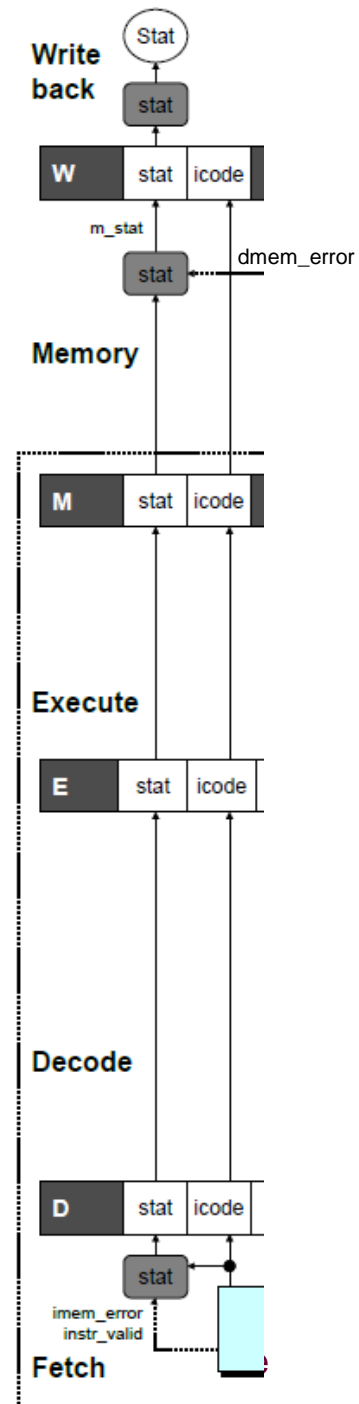 Stat
Write
back
stat
W stat icode
m_stat
stat
dmem_error
Memory
M stat icode
Execute
E stat icode
Decode
D stat icode
stat
imem_error
instr_valid
Fetch